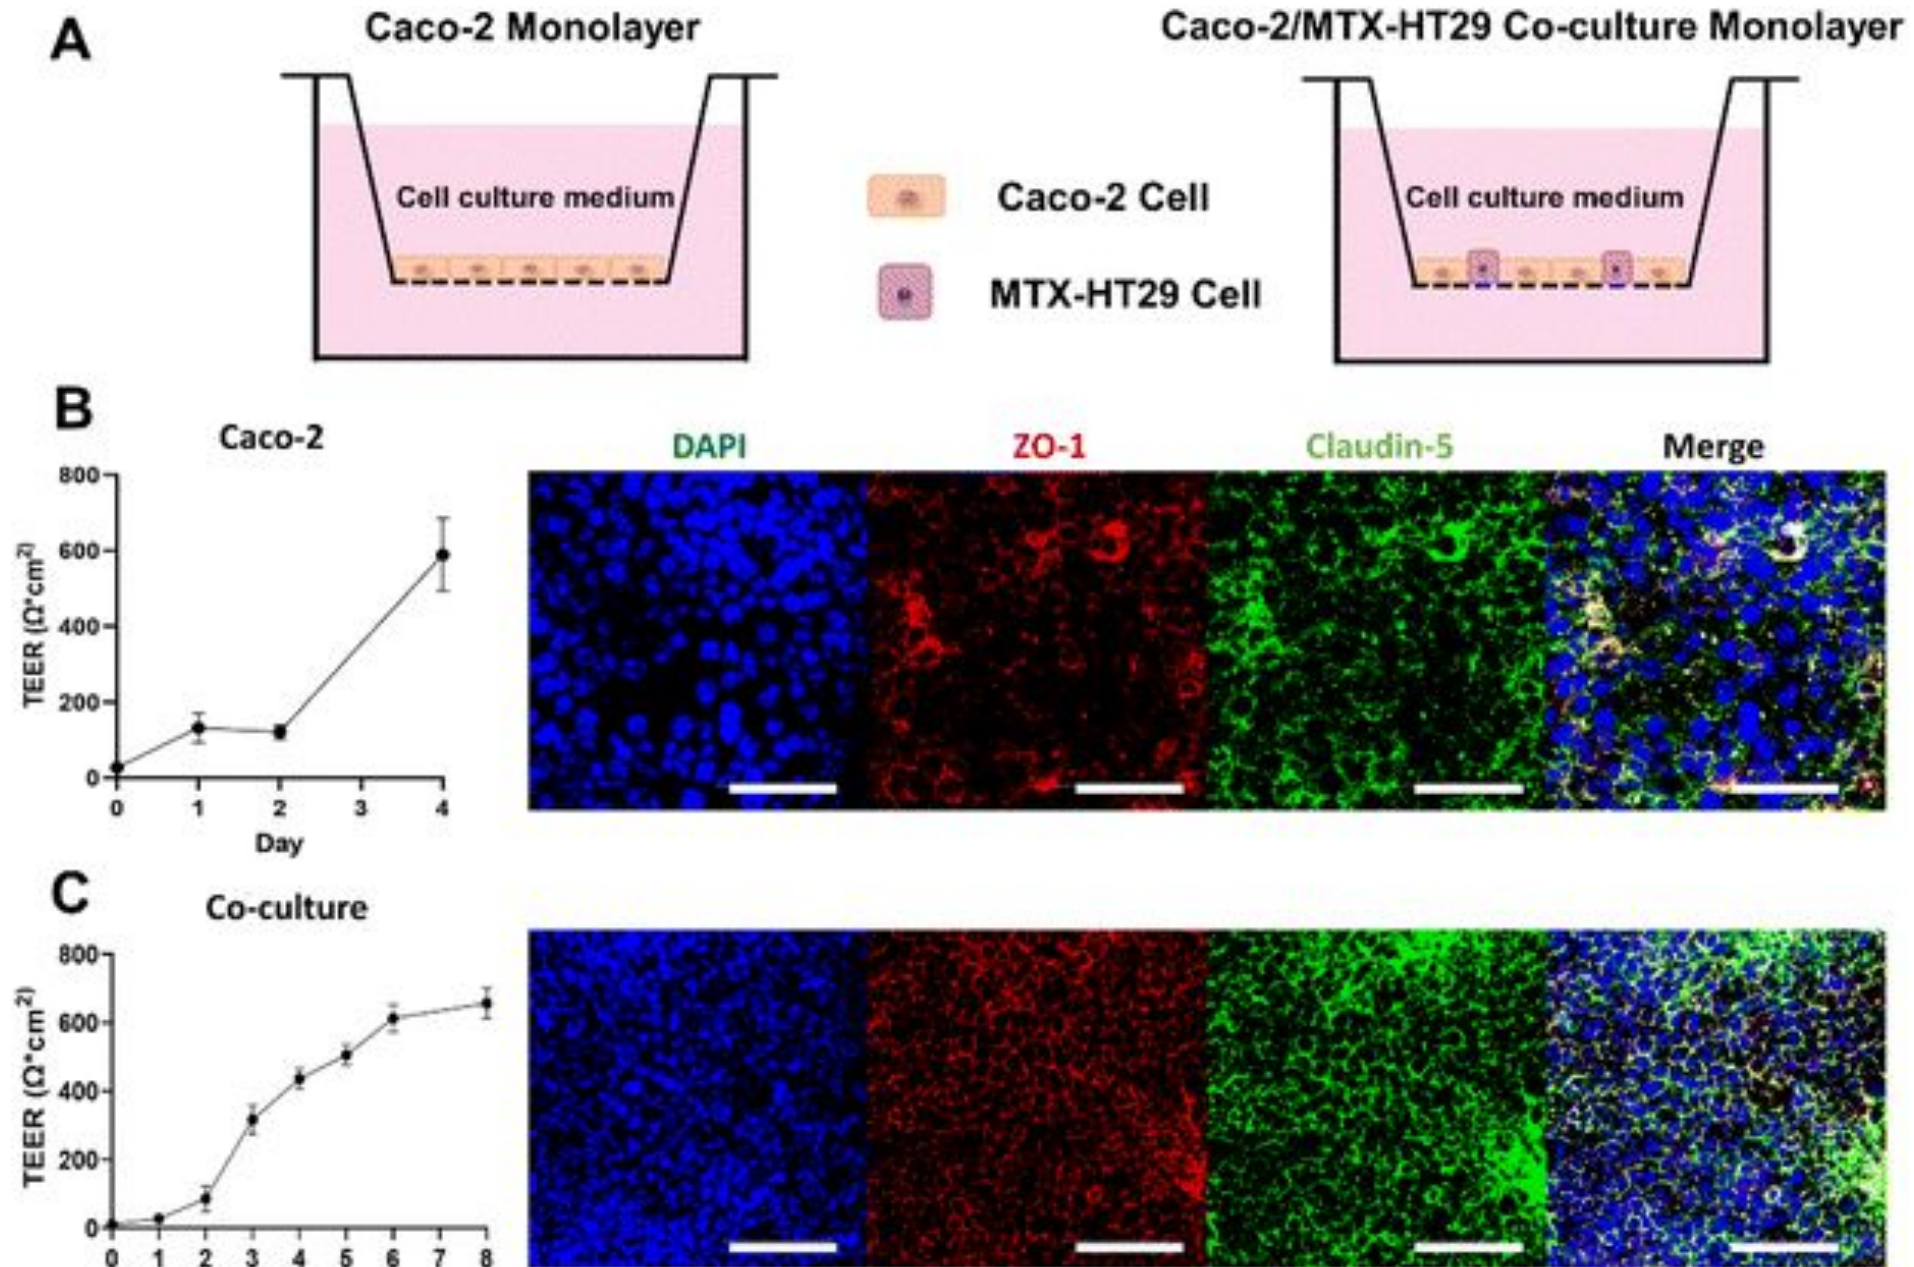 A
Caco-2 Monolayer
Caco-2/MTX-HT29 Co-culture Monolayer
Cell culture medium
Caco-2 Cell
MTX-HT29 Cell
Cell culture medium
B
Caco-2
DAPI
ZO-1
Claudin-5
Merge
TEER (Ω*cm²)
800
600
400
200
0
0 1 2 3 4
Day
C
Co-culture
TEER (Ω*cm²)
800
600
400
200
0
0 1 2 3 4 5 6 7 8